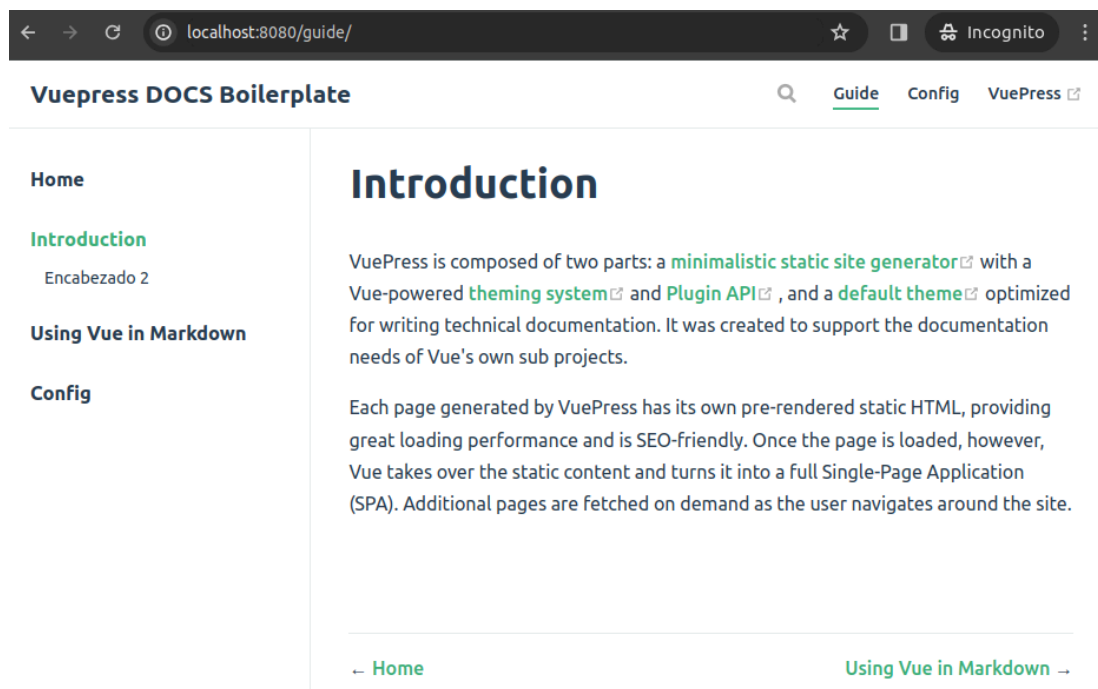 localhost:8080/guide/
Incognito
Vuepress DOCS Boilerplate
Guide Config VuePress
Home
Introduction
Encabezado 2
Using Vue in Markdown
Config
Introduction
VuePress is composed of two parts: a minimalistic static site generator with a
Vue-powered theming system and Plugin API , and a default theme optimized
for writing technical documentation. It was created to support the documentation
needs of Vue's own sub projects.
Each page generated by VuePress has its own pre-rendered static HTML, providing
great loading performance and is SEO-friendly. Once the page is loaded, however,
Vue takes over the static content and turns it into a full Single-Page Application
(SPA). Additional pages are fetched on demand as the user navigates around the site.
← Home
Using Vue in Markdown →